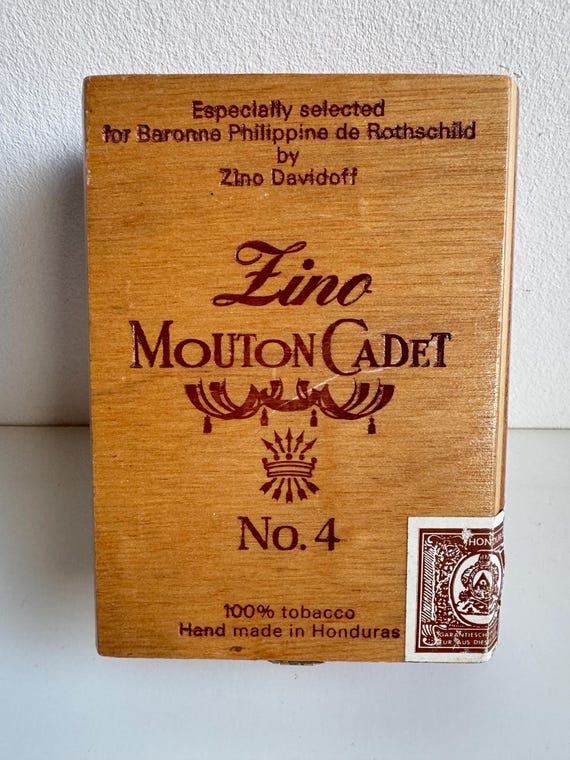 Especially selected
for Baronne Philippine de Rothschild
by
Zino Davidoff
Zino
MOUTON CADET
No. 4
100% tobacco
Hand made in Honduras
GARANTIESCH